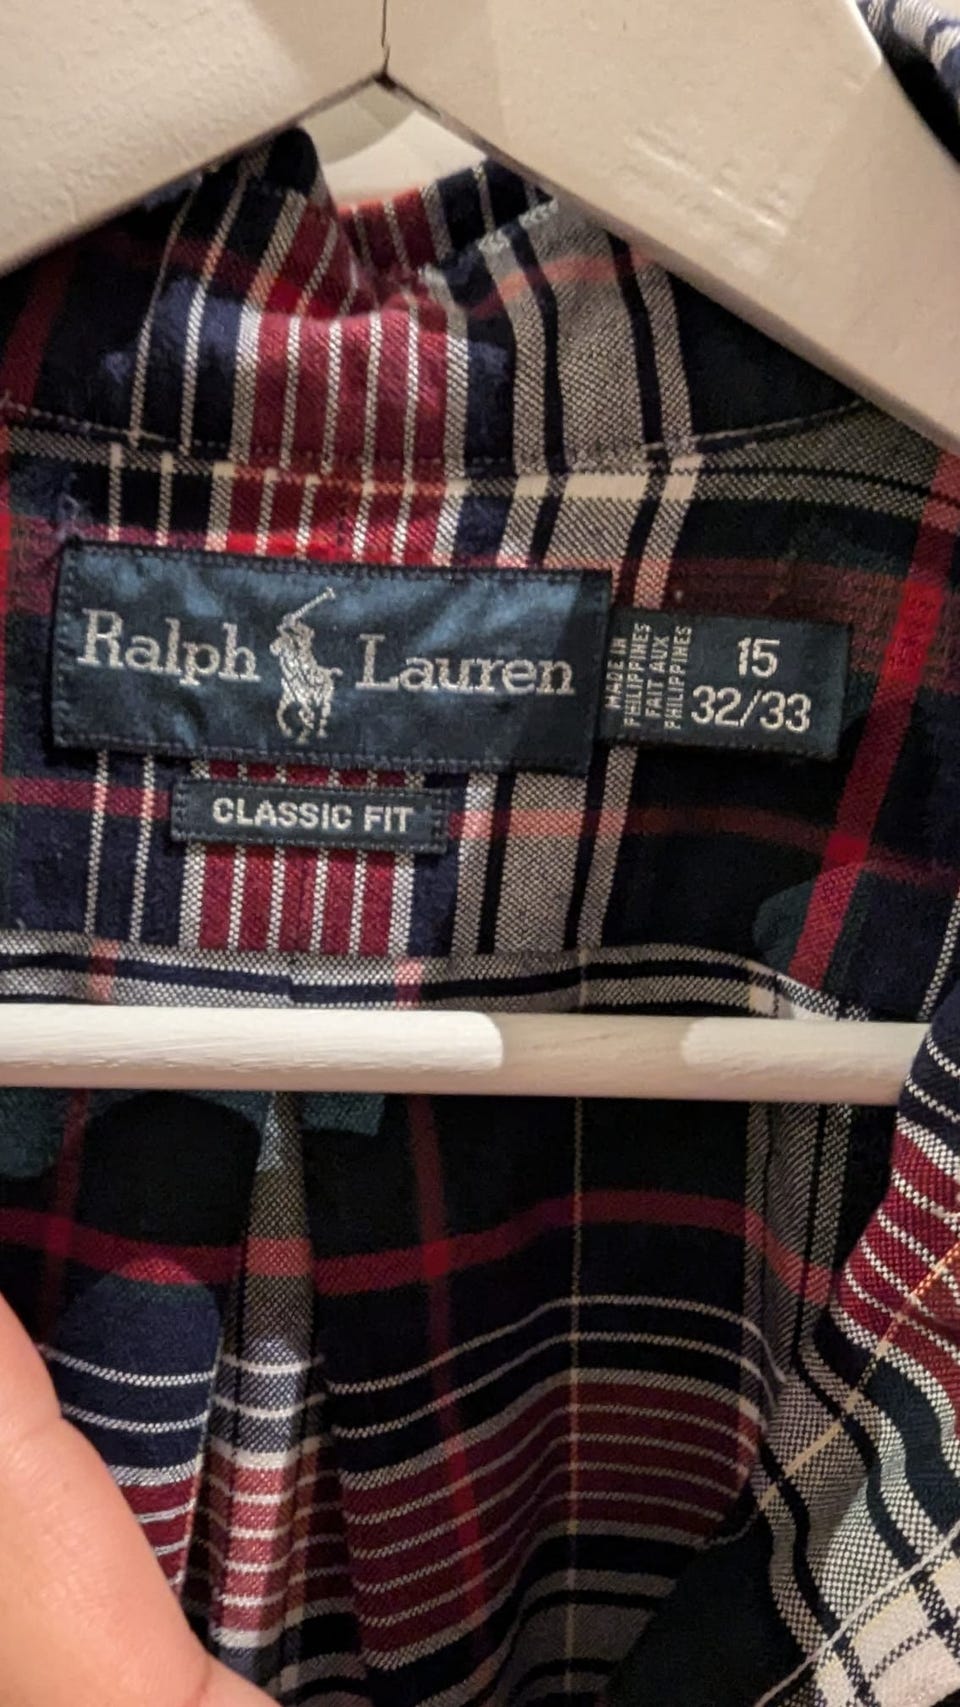 Ralph Lauren
MADE IN
PHILIPPINES
FAIT AUX
PHILIPPINES
15
32/33
CLASSIC FIT